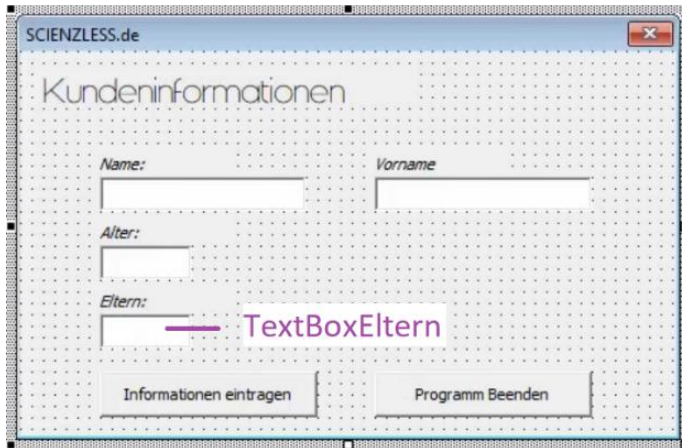 SCIENZLESS.de
Kundeninformationen
Name:
Vorname
Alter:
Eltern:
TextBoxEltern
Informationen eintragen
Programm Beenden